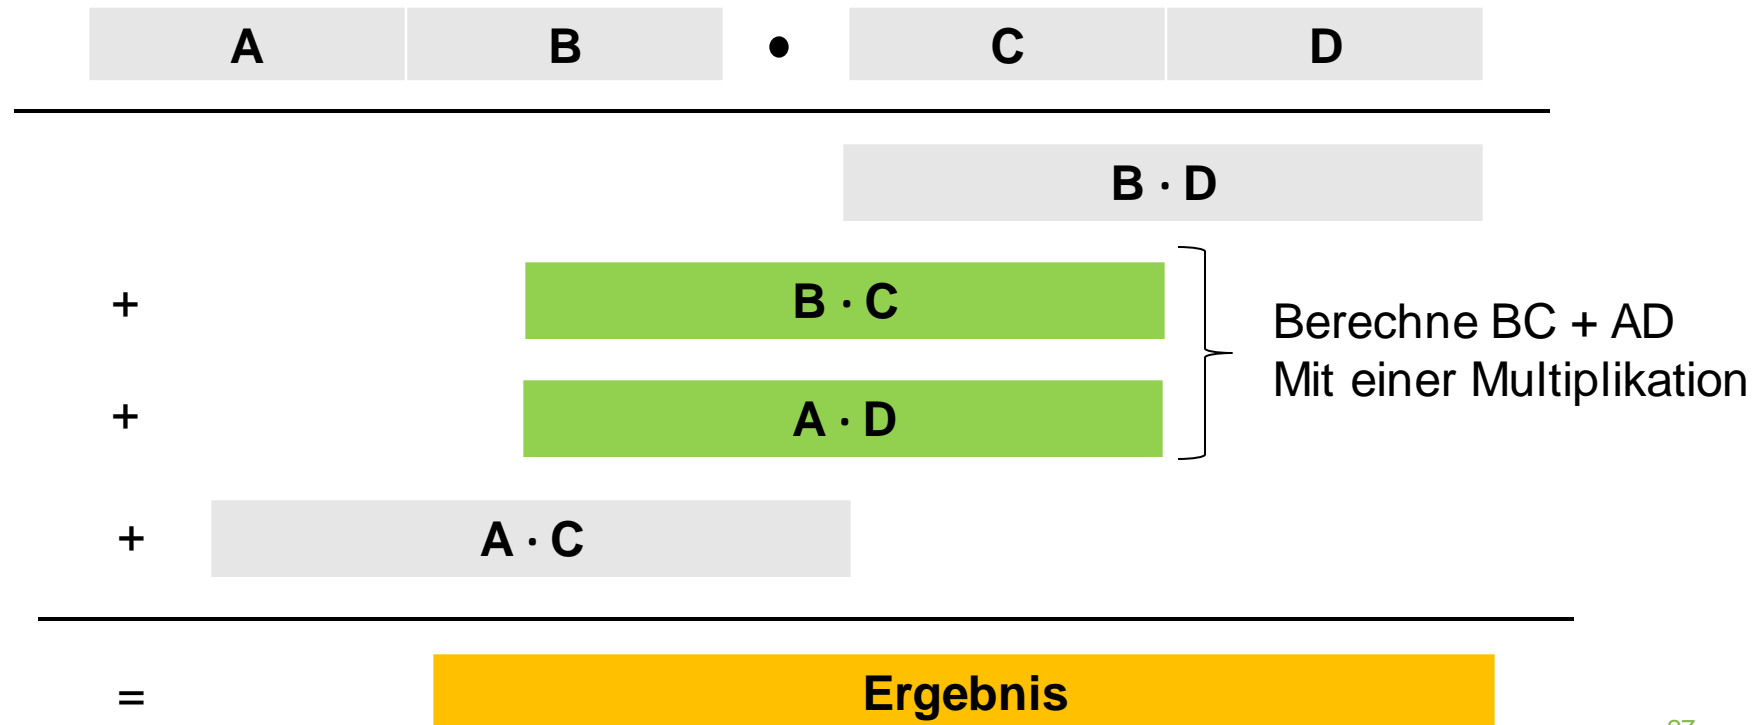 A B • C D
B · D
+ B · C
Berechne BC + AD
Mit einer Multiplikation
+ A · D
+ A · C
= Ergebnis